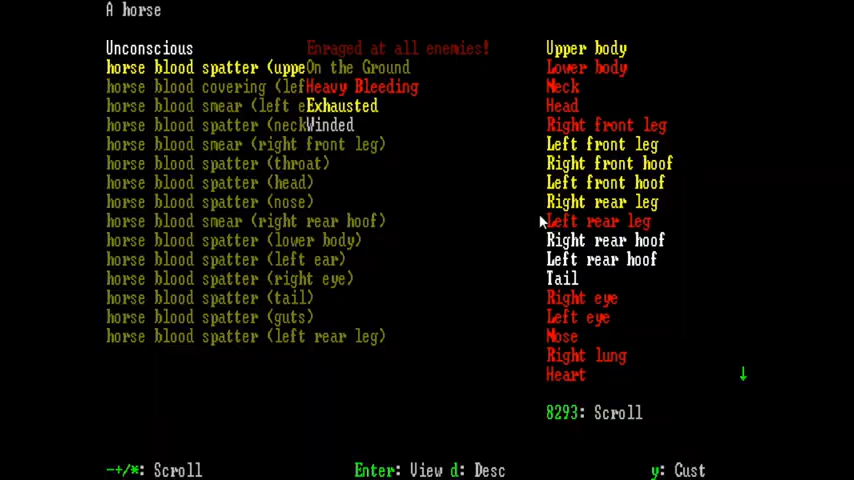 A horse
Unconscious Enraged at all enemies! Upper body
horse blood spatter (uppe On the Ground Lower body
horse blood covering (lef Heavy Bleeding Neck
horse blood smear (left e Exhausted Head
horse blood spatter (neck Winded Right front leg
horse blood smear (right front leg) Left front leg
horse blood spatter (throat) Right front hoof
horse blood spatter (head) Left front hoof
horse blood spatter (nose) Right rear leg
horse blood smear (right rear hoof) Left rear leg
horse blood spatter (lower body) Right rear hoof
horse blood spatter (left ear) Left rear hoof
horse blood spatter (right eye) Tail
horse blood spatter (tail) Right eye
horse blood spatter (guts) Left eye
horse blood spatter (left rear leg) Nose
Right lung
Heart ↓
8293: Scroll
-+/*: Scroll Enter: View d: Desc y: Cust